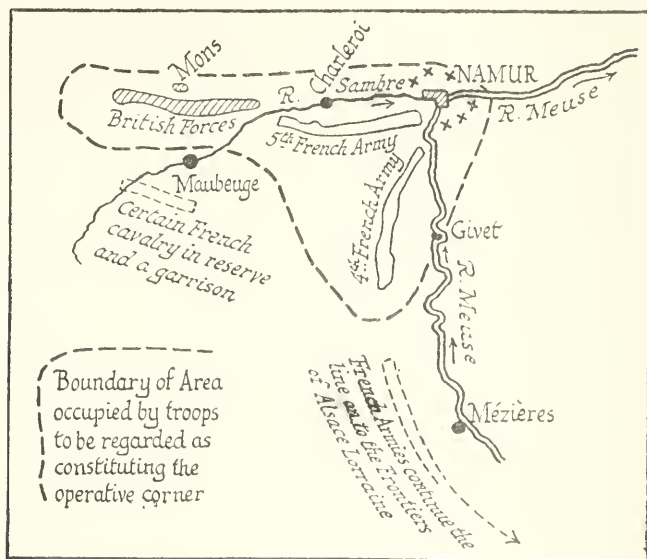 Mons
Charleroi
R. Sambre
NAMUR
R. Meuse
British Forces
5th French Army
Maubeuge
4th French Army
Givet
Certain French
cavalry in reserve
and a garrison
R. Meuse
Mézières
French Armies continue the
line on to the Frontiers
of Alsace Lorraine
Boundary of Area
occupied by troops
to be regarded as
constituting the
operative corner